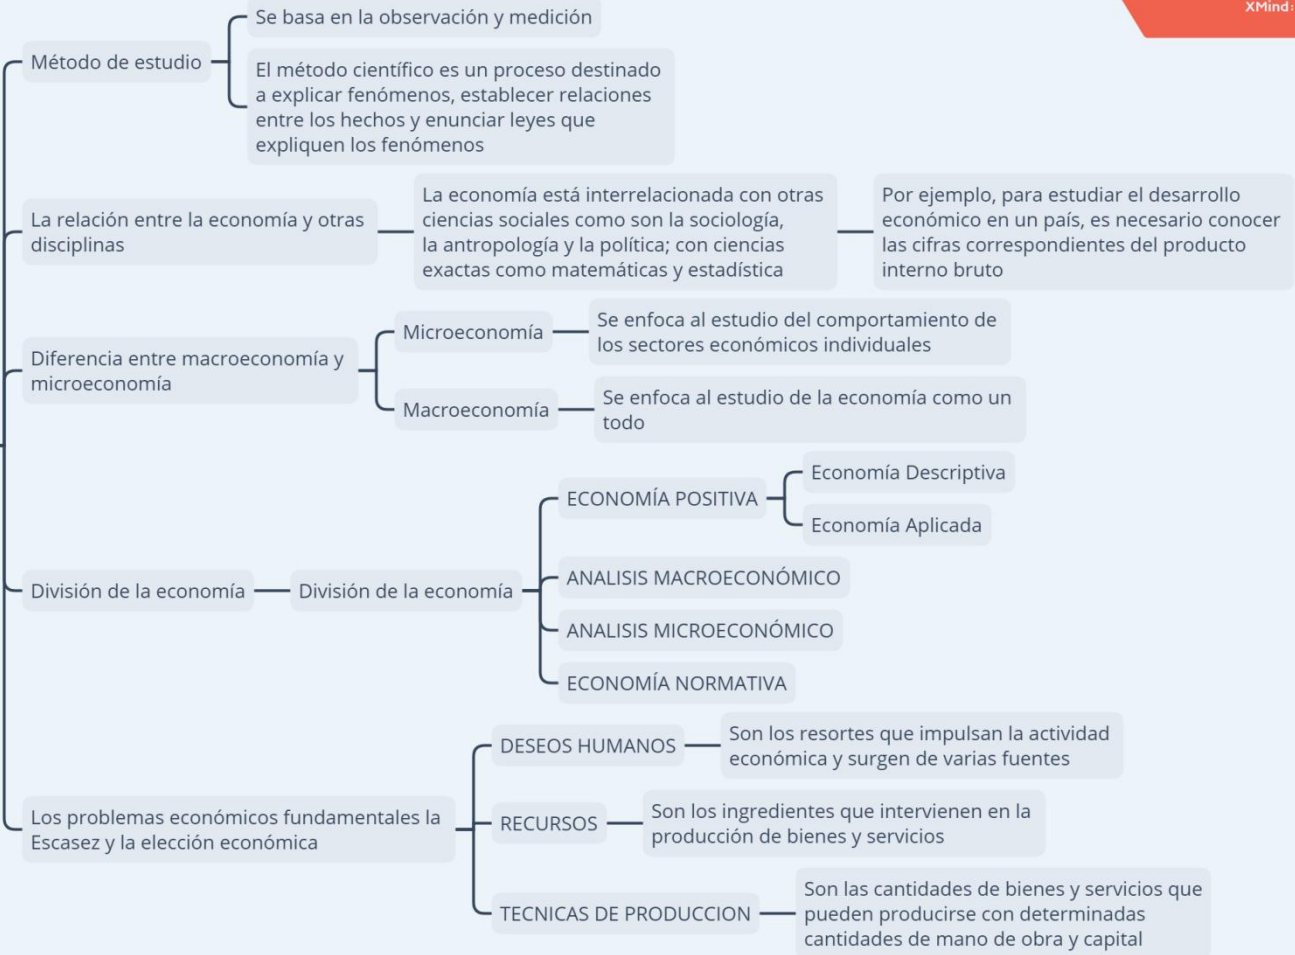 XMind:
Se basa en la observación y medición
Método de estudio
El método científico es un proceso destinado
a explicar fenómenos, establecer relaciones
entre los hechos y enunciar leyes que
expliquen los fenómenos
La relación entre la economía y otras
disciplinas
La economía está interrelacionada con otras
ciencias sociales como son la sociología,
la antropología y la política; con ciencias
exactas como matemáticas y estadística
Por ejemplo, para estudiar el desarrollo
económico en un país, es necesario conocer
las cifras correspondientes del producto
interno bruto
Diferencia entre macroeconomía y
microeconomía
Microeconomía
Se enfoca al estudio del comportamiento de
los sectores económicos individuales
Macroeconomía
Se enfoca al estudio de la economía como un
todo
División de la economía
División de la economía
ECONOMÍA POSITIVA
Economía Descriptiva
Economía Aplicada
ANALISIS MACROECONÓMICO
ANALISIS MICROECONÓMICO
ECONOMÍA NORMATIVA
Los problemas económicos fundamentales la
Escasez y la elección económica
DESEOS HUMANOS
Son los resortes que impulsan la actividad
económica y surgen de varias fuentes
RECURSOS
Son los ingredientes que intervienen en la
producción de bienes y servicios
TECNICAS DE PRODUCCION
Son las cantidades de bienes y servicios que
pueden producirse con determinadas
cantidades de mano de obra y capital